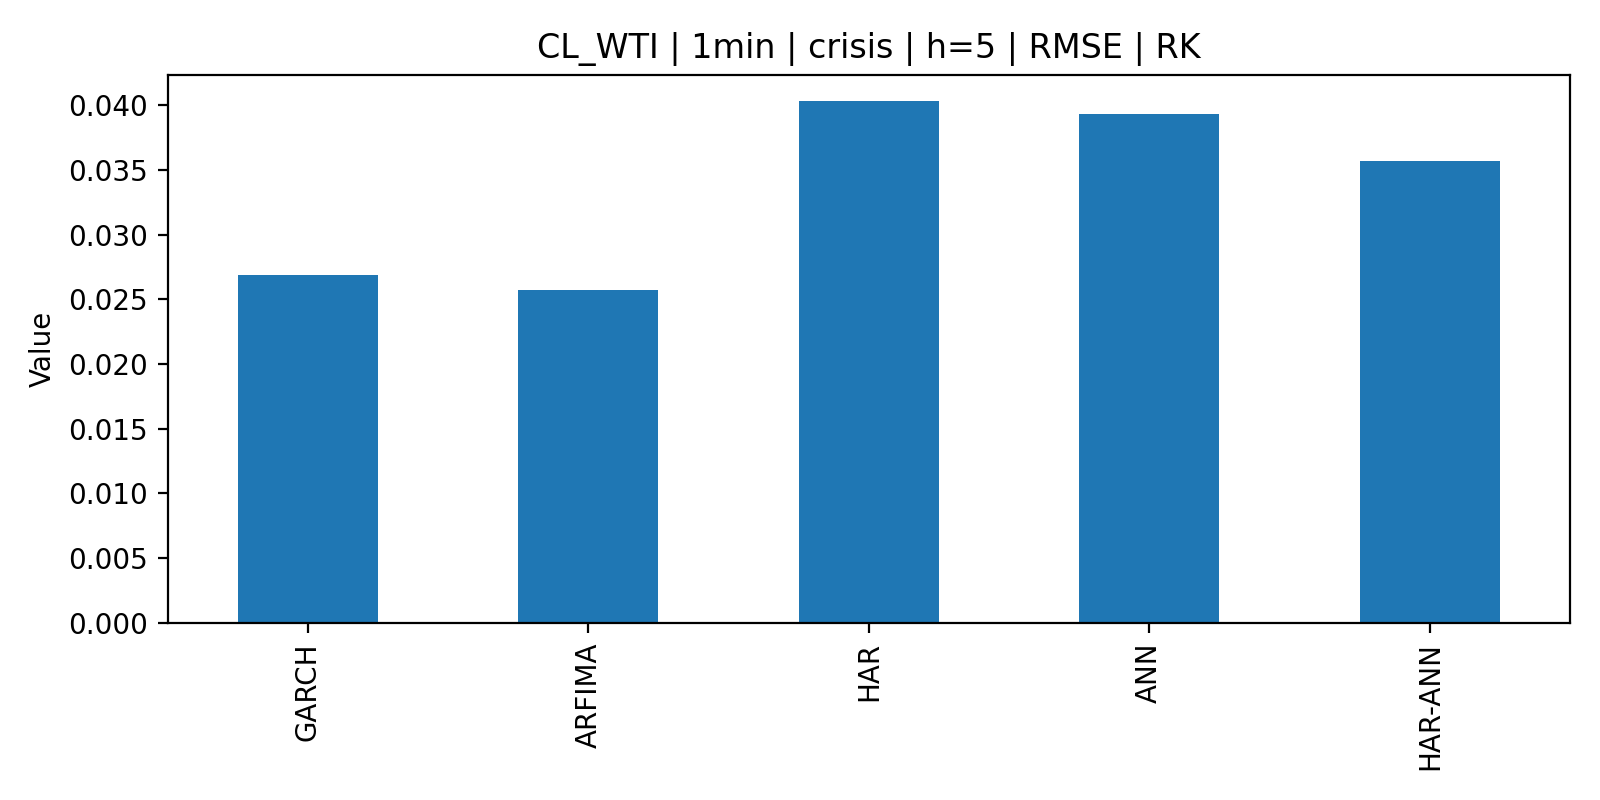 CL_WTI | 1min | crisis | h=5 | RMSE | RK
Value
0.040
0.035
0.030
0.025
0.020
0.015
0.010
0.005
0.000
GARCH
ARFIMA
HAR
ANN
HAR-ANN